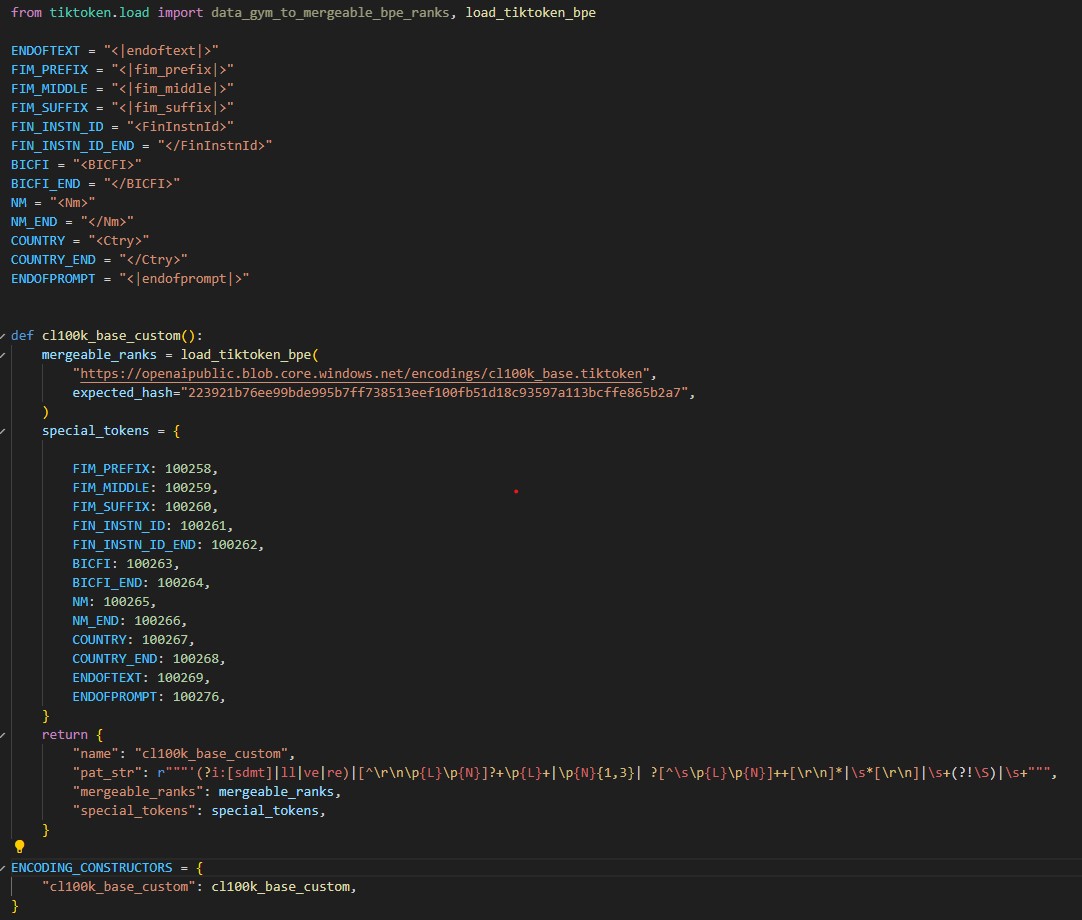 from tiktoken.load import data_gym_to_mergeable_bpe_ranks, load_tiktoken_bpe
ENDOFTEXT = "<|endoftext|>"
FIM_PREFIX = "<|fim_prefix|>"
FIM_MIDDLE = "<|fim_middle|>"
FIM_SUFFIX = "<|fim_suffix|>"
FIN_INSTN_ID = "<FinInstnId>"
FIN_INSTN_ID_END = "</FinInstnId>"
BICFI = "<BICFI>"
BICFI_END = "</BICFI>"
NM = "<Nm>"
NM_END = "</Nm>"
COUNTRY = "<Ctry>"
COUNTRY_END = "</Ctry>"
ENDOFPROMPT = "<|endofprompt|>"
def cl100k_base_custom():
    mergeable_ranks = load_tiktoken_bpe(
        "https://openaipublic.blob.core.windows.net/encodings/cl100k_base.tiktoken",
        expected_hash="223921b76ee99bde995b7ff738513eef100fb51d18c93597a113bcffe865b2a7",
    )
    special_tokens = {
        FIM_PREFIX: 100258,
        FIM_MIDDLE: 100259,
        FIM_SUFFIX: 100260,
        FIN_INSTN_ID: 100261,
        FIN_INSTN_ID_END: 100262,
        BICFI: 100263,
        BICFI_END: 100264,
        NM: 100265,
        NM_END: 100266,
        COUNTRY: 100267,
        COUNTRY_END: 100268,
        ENDOFTEXT: 100269,
        ENDOFPROMPT: 100276,
    }
    return {
        "name": "cl100k_base_custom",
        "pat_str": r"""'(?i:[sdmt]|ll|ve|re)|[^\r\n\p{L}\p{N}]?+\p{L}+|\p{N}{1,3}| ?[^\s\p{L}\p{N}]++[\r\n]*|\s*[\r\n]|\s+(?!\S)|\s+""",
        "mergeable_ranks": mergeable_ranks,
        "special_tokens": special_tokens,
    }
ENCODING_CONSTRUCTORS = {
    "cl100k_base_custom": cl100k_base_custom,
}